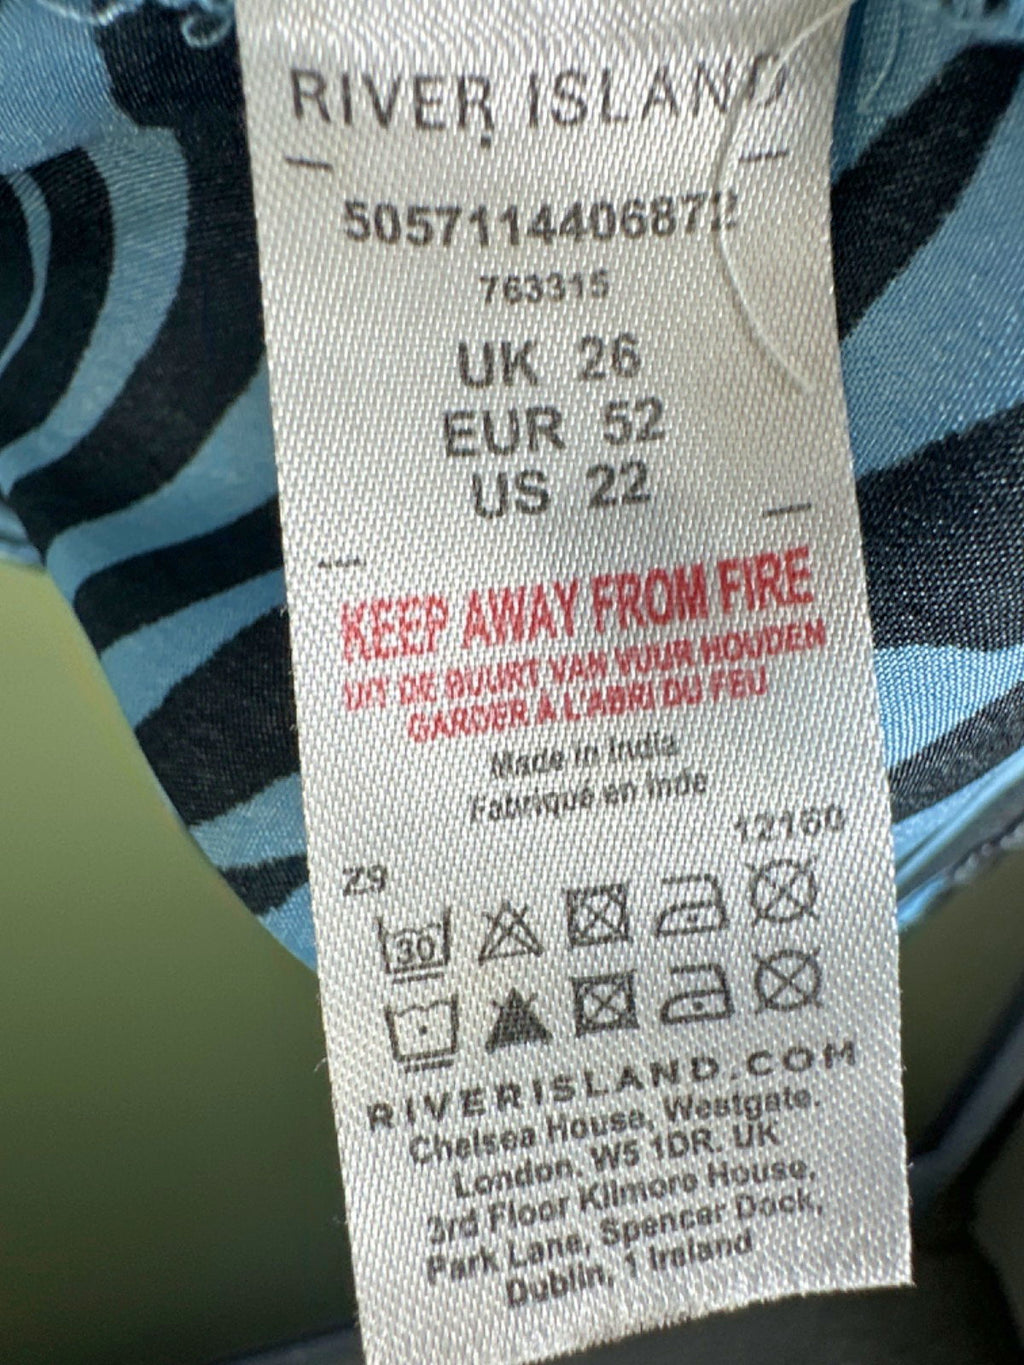 RIVER ISLAND
5057114406872
763315
UK 26
EUR 52
US 22
KEEP AWAY FROM FIRE
UIT DE BUURT VAN VUUR HOUDEN
GARDER À L'ABRI DU FEU
Made in India
Fabriqué en Inde
12160
Z9
30
RIVERISLAND.COM
Chelsea House, Westgate.
London. W5 1DR. UK
3rd Floor Kilmore House,
Park Lane, Spencer Dock,
Dublin, 1 Ireland